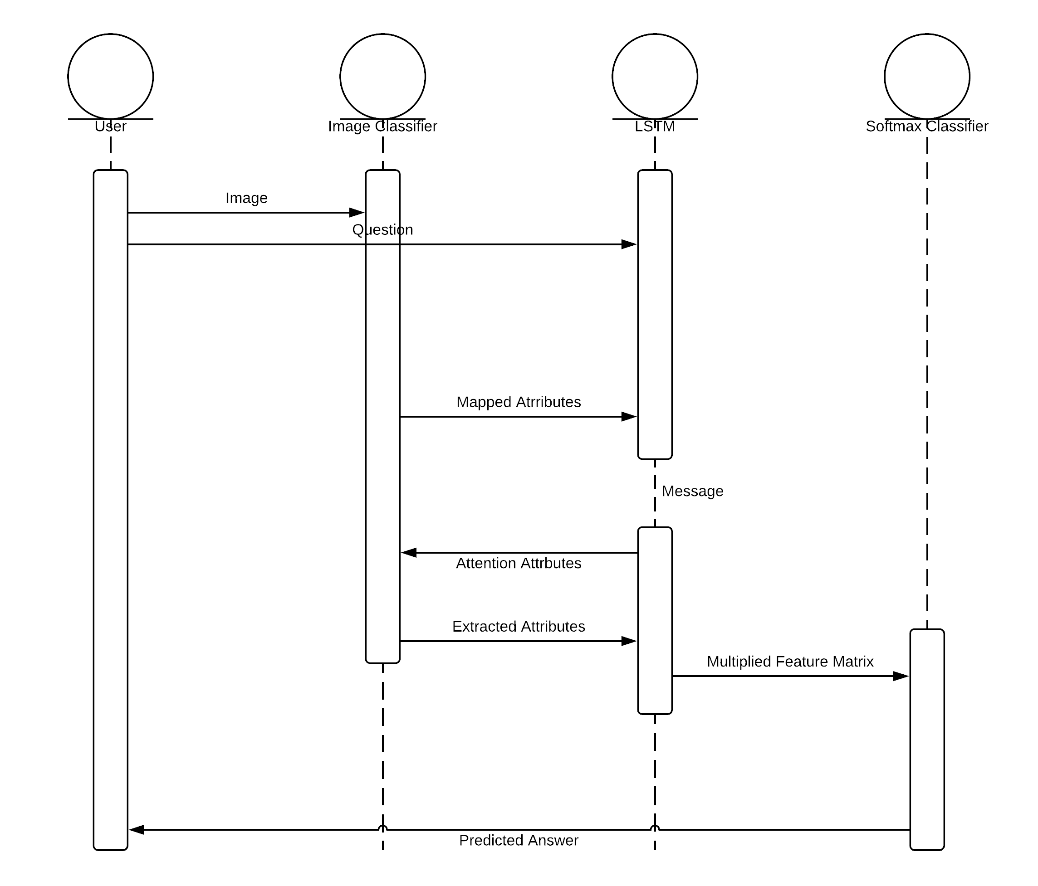 User
Image Classifier
LSTM
Softmax Classifier
Image
Question
Mapped Atrributes
Message
Attention Attrbutes
Extracted Attributes
Multiplied Feature Matrix
Predicted Answer